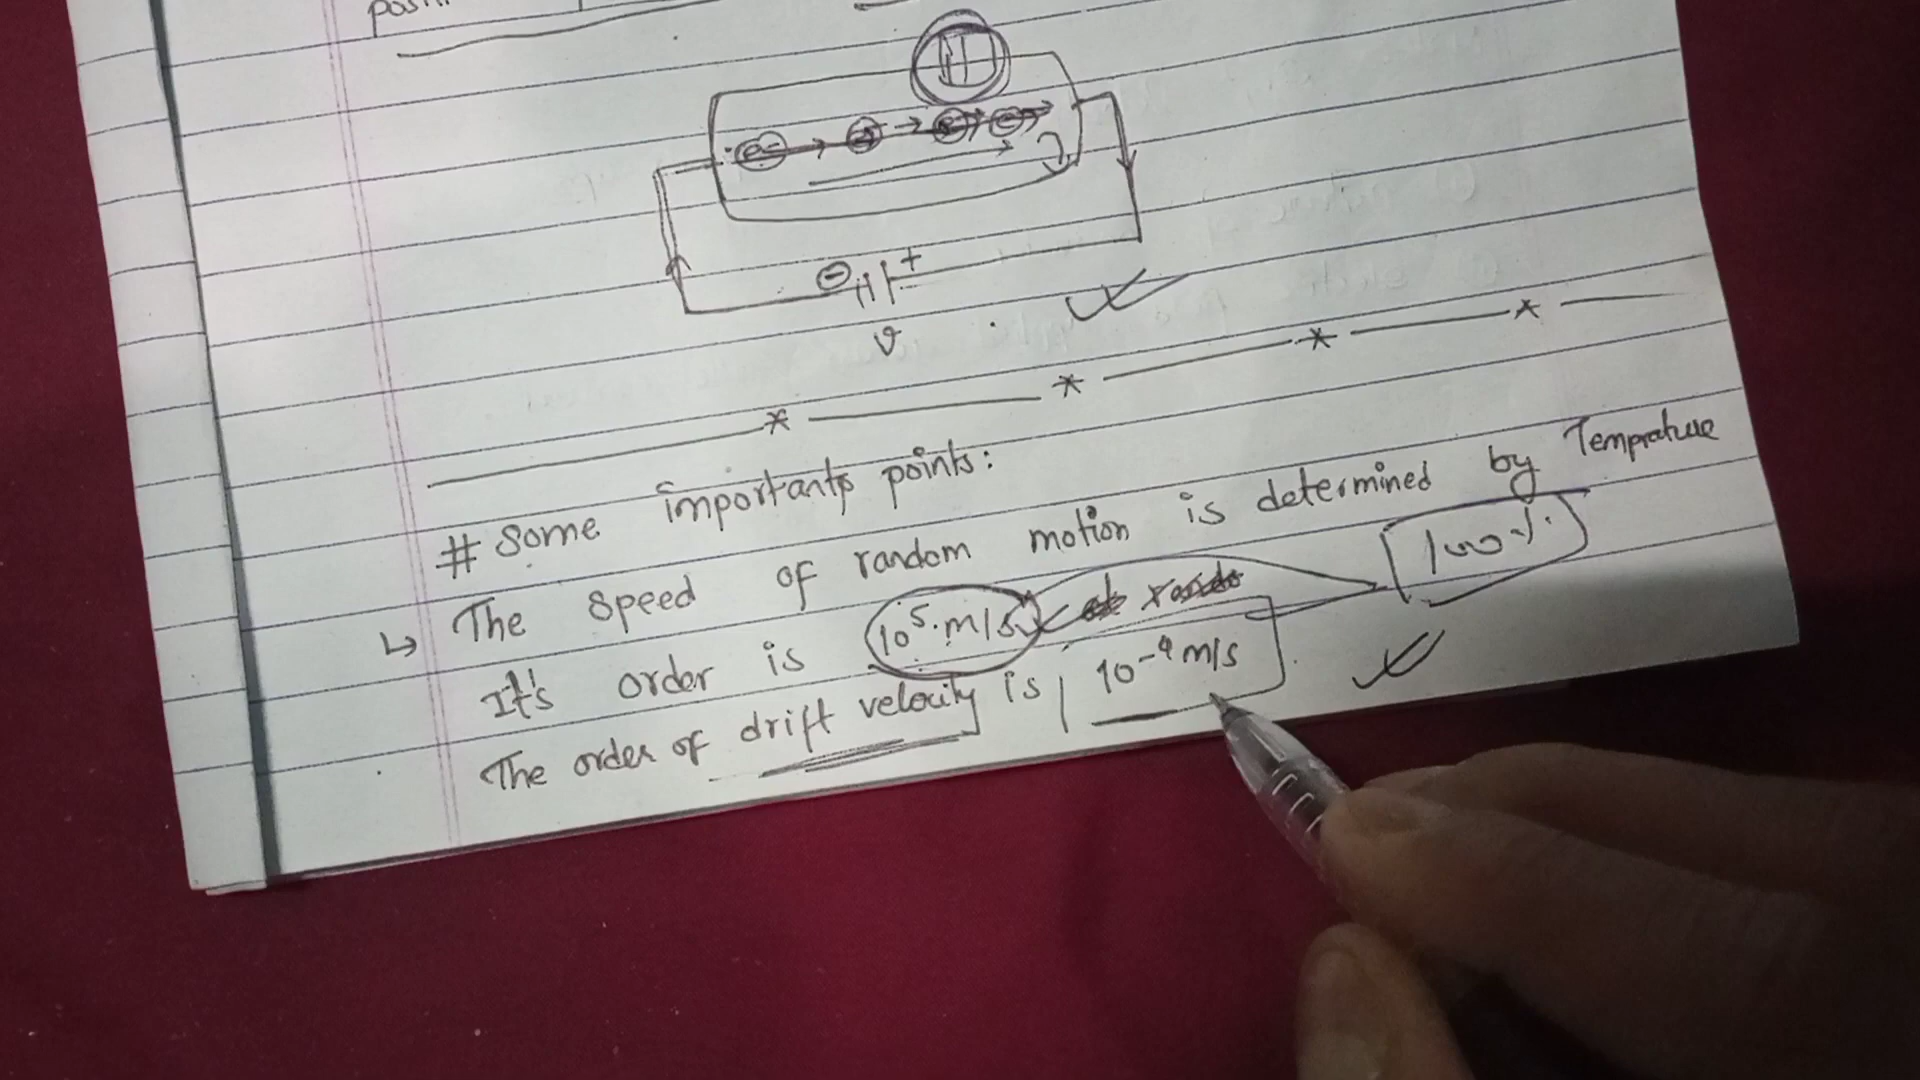 e-
e
e
⊖ +
v
# Some importants points:
↳ The speed of random motion is determined by Temprature
It's order is 10⁵ m/s
100%
The order of drift velocity is 10⁻⁴ m/s